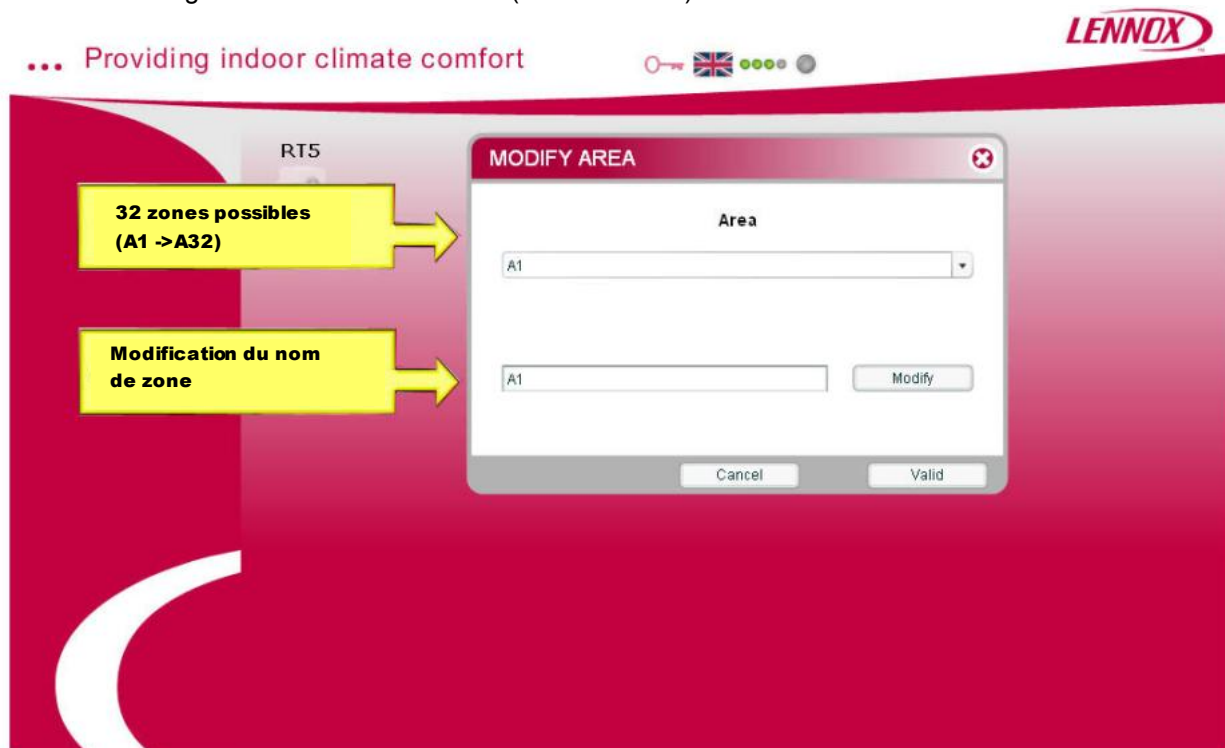 LENNOX
... Providing indoor climate comfort
RT5
MODIFY AREA
32 zones possibles
(A1 ->A32)
Area
A1
Modification du nom
de zone
A1
Modify
Cancel
Valid